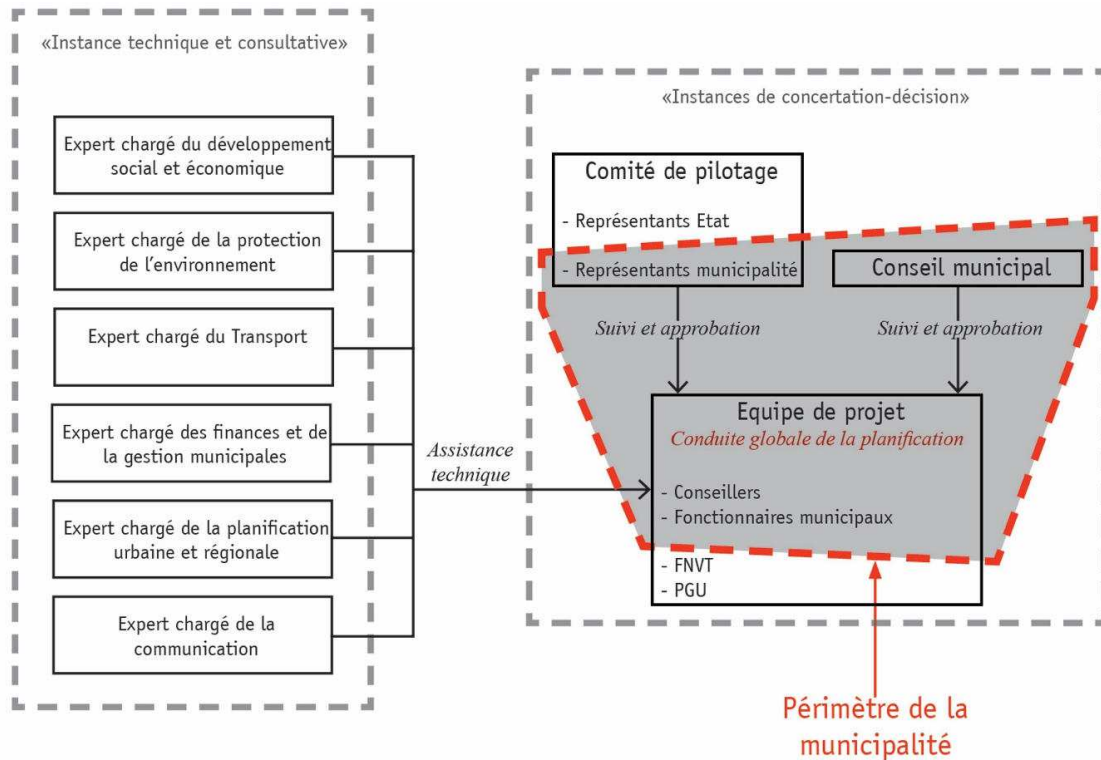 «Instance technique et consultative»
Expert chargé du développement
social et économique
Expert chargé de la protection
de l'environnement
Expert chargé du Transport
Expert chargé des finances et de
la gestion municipales
Expert chargé de la planification
urbaine et régionale
Expert chargé de la
communication
Assistance
technique
«Instances de concertation-décision»
Comité de pilotage
- Représentants Etat
- Représentants municipalité
Conseil municipal
Suivi et approbation
Suivi et approbation
Equipe de projet
Conduite globale de la planification
- Conseillers
- Fonctionnaires municipaux
- FNVT
- PGU
Périmètre de la
municipalité